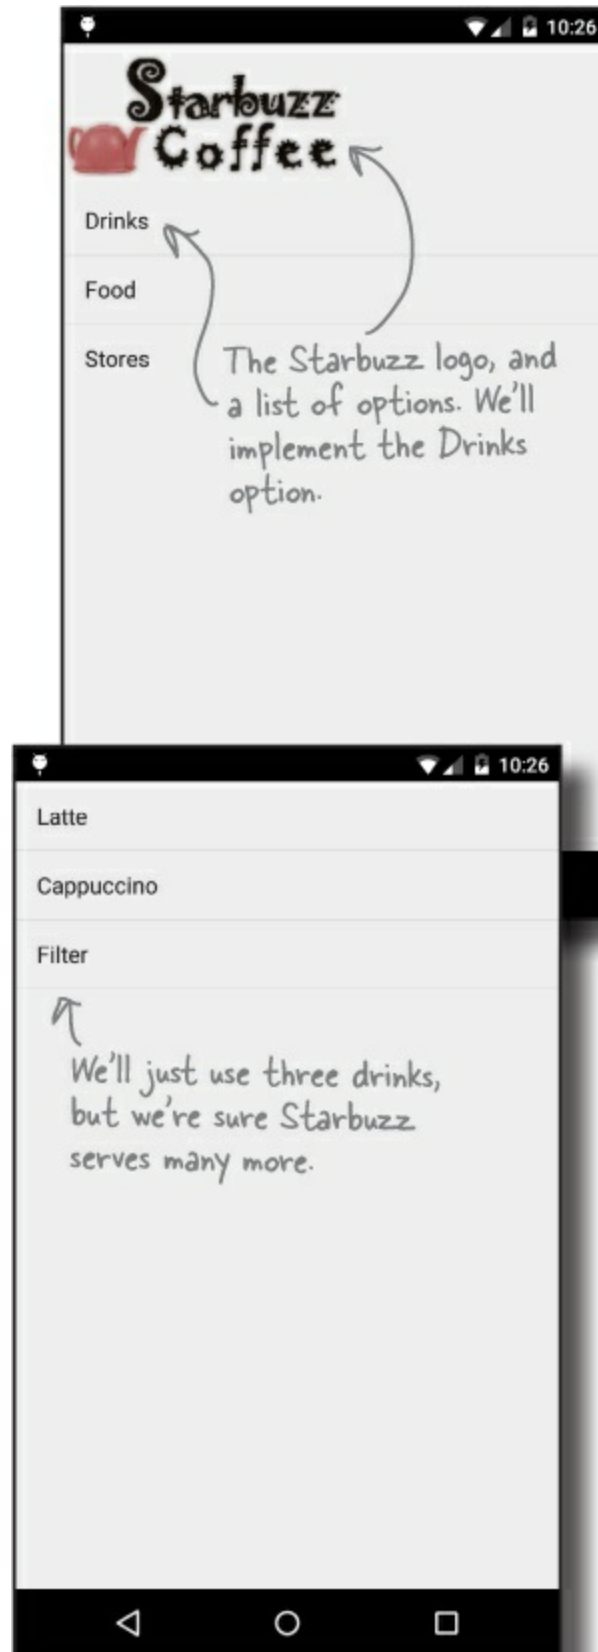 10:26
Starbuzz
Coffee
Drinks
Food
Stores
The Starbuzz logo, and
a list of options. We'll
implement the Drinks
option.
10:26
Latte
Cappuccino
Filter
We'll just use three drinks,
but we're sure Starbuzz
serves many more.